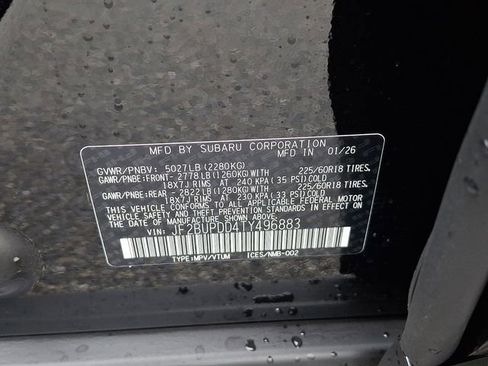 MFD BY SUBARU CORPORATION
MFD IN 01/26
GVWR/PNBV: 5027LB(2280KG)
GAWR/PNBE:FRONT- 2778LB(1260KG)WITH 225/60R18 TIRES.
18X7J RIMS AT 240 KPA (35 PSI)COLD
GAWR/PNBE:REAR- 2822LB(1280KG)WITH 225/60R18 TIRES.
18X7J RIMS AT 230 KPA (33 PSI)COLD
THIS VEHICLE CONFORMS TO ALL APPLICABLE FEDERAL MOTOR
VEHICLE SAFETY STANDARDS IN EFFECT ON
THE DATE OF MANUFACTURE SHOWN ABOVE.
VIN: JF2BUPDD4TY496883
TYPE:MPV/VTUM ICES/NMB-002